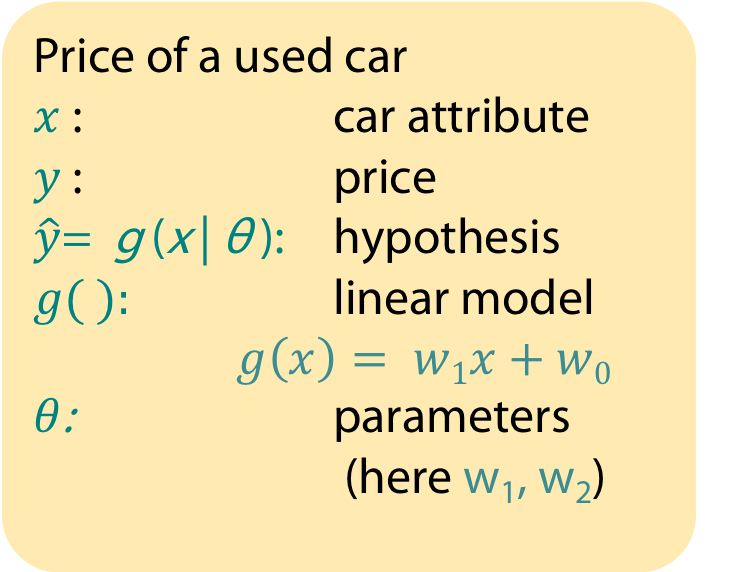 Price of a used car
x : car attribute
y : price
ŷ= g(x| θ): hypothesis
g( ): linear model
g(x) = w₁x + w₀
θ: parameters
(here w₁, w₂)